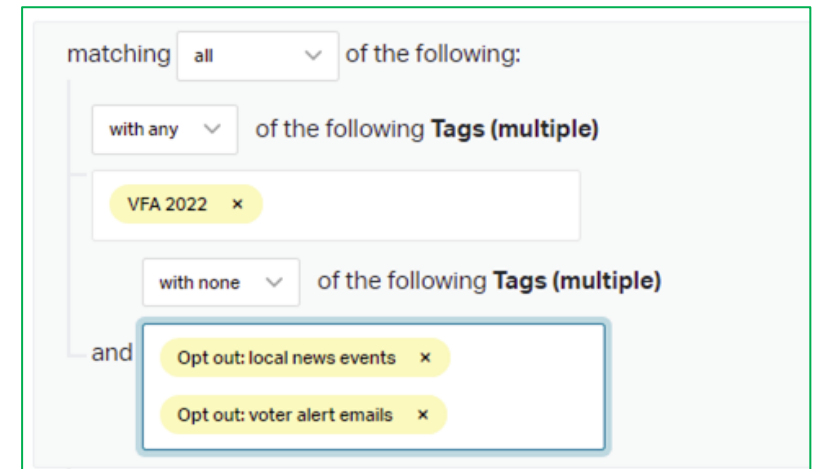 matching all of the following:
with any of the following Tags (multiple)
VFA 2022 ×
with none of the following Tags (multiple)
and
Opt out: local news events ×
Opt out: voter alert emails ×